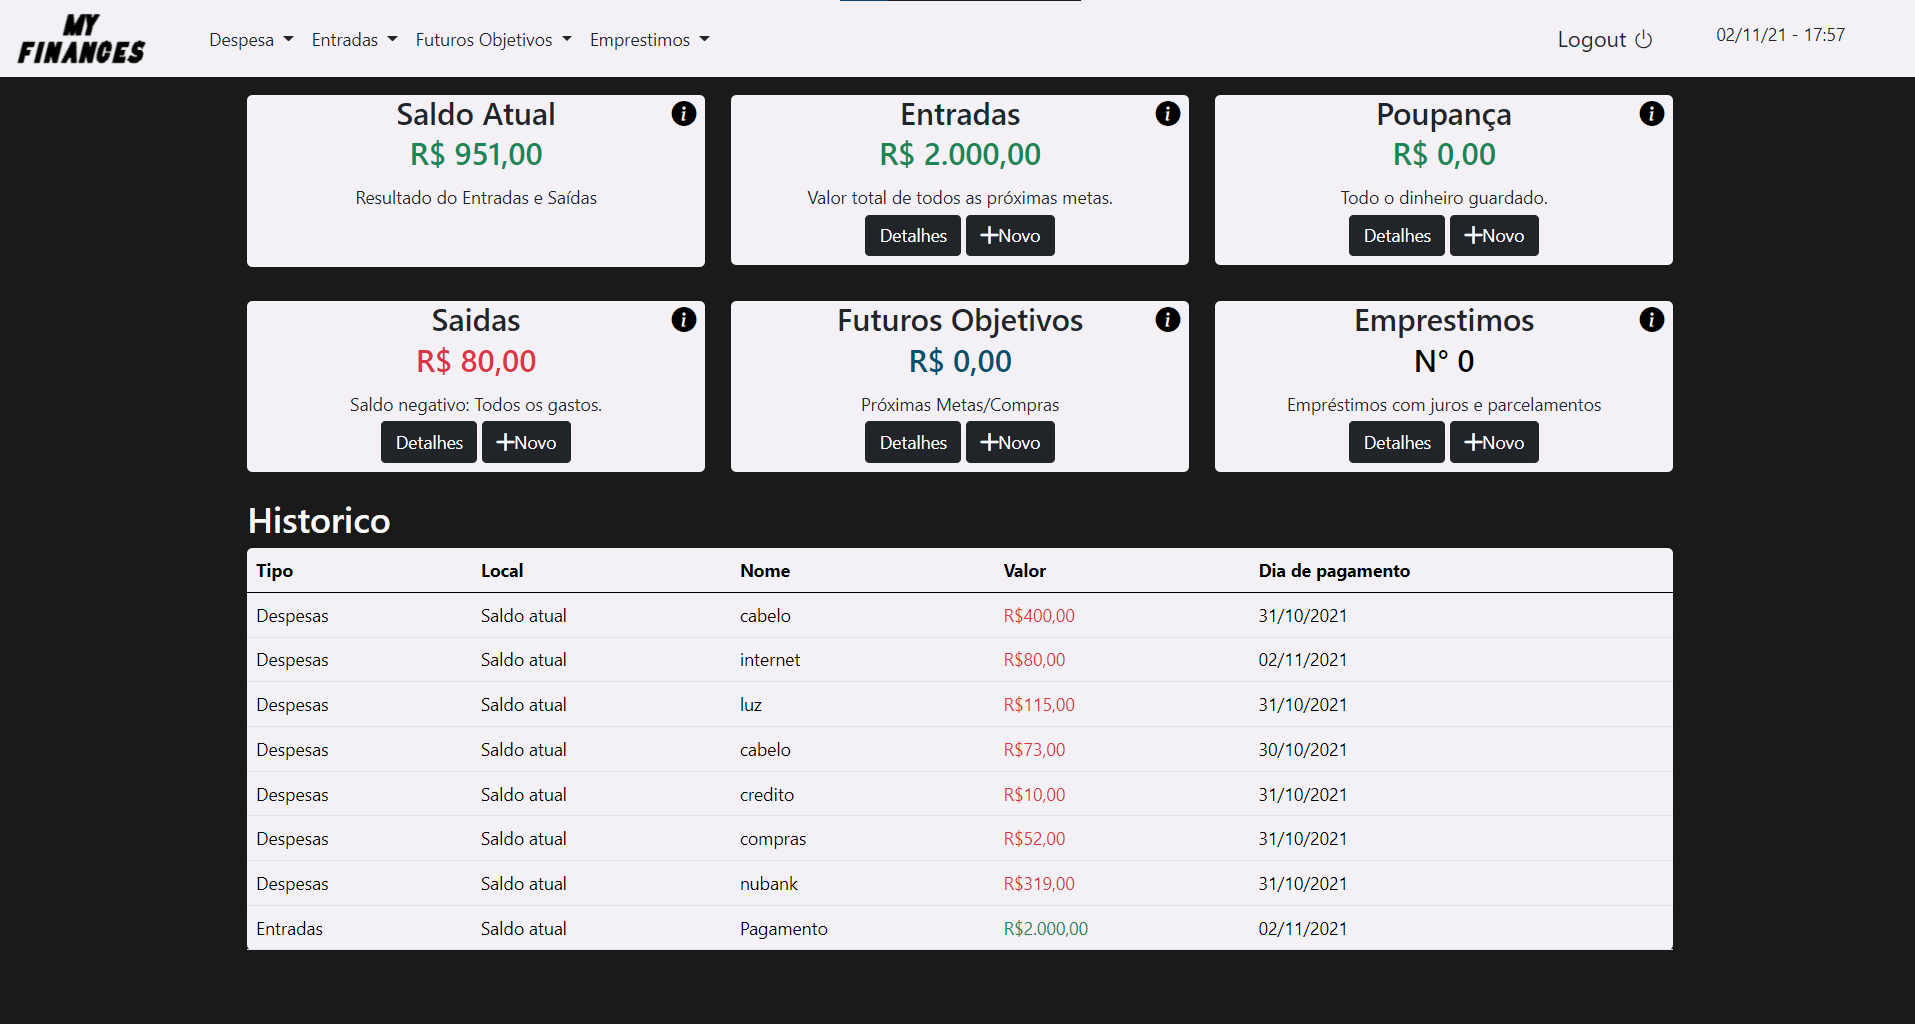 MY
FINANCES
Despesa Entradas Futuros Objetivos Emprestimos Logout 02/11/21 - 17:57
Saldo Atual
R$ 951,00
Resultado do Entradas e Saídas
Entradas
R$ 2.000,00
Valor total de todos as próximas metas.
Detalhes +Novo
Poupança
R$ 0,00
Todo o dinheiro guardado.
Detalhes +Novo
Saidas
R$ 80,00
Saldo negativo: Todos os gastos.
Detalhes +Novo
Futuros Objetivos
R$ 0,00
Próximas Metas/Compras
Detalhes +Novo
Emprestimos
N° 0
Empréstimos com juros e parcelamentos
Detalhes +Novo
Historico
Tipo Local Nome Valor Dia de pagamento
Despesas Saldo atual cabelo R$400,00 31/10/2021
Despesas Saldo atual internet R$80,00 02/11/2021
Despesas Saldo atual luz R$115,00 31/10/2021
Despesas Saldo atual cabelo R$73,00 30/10/2021
Despesas Saldo atual credito R$10,00 31/10/2021
Despesas Saldo atual compras R$52,00 31/10/2021
Despesas Saldo atual nubank R$319,00 31/10/2021
Entradas Saldo atual Pagamento R$2.000,00 02/11/2021